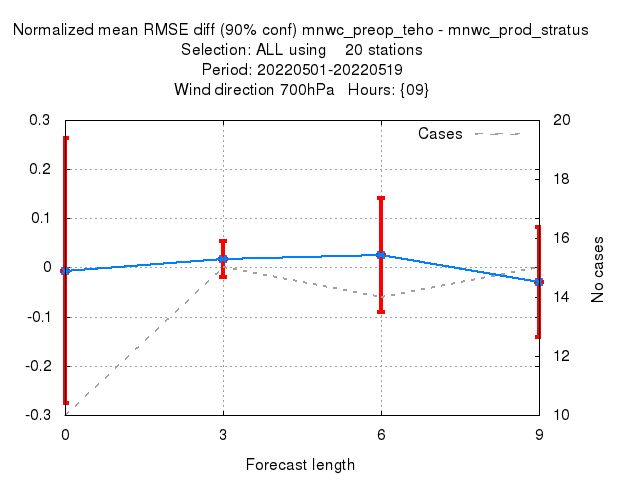 Normalized mean RMSE diff (90% conf) mnwc_preop_teho - mnwc_prod_stratus
Selection: ALL using    20 stations
Period: 20220501-20220519
Wind direction 700hPa   Hours: {09}
Cases
0.3
0.2
0.1
0
-0.1
-0.2
-0.3
20
18
16
14
12
10
No cases
0
3
6
9
Forecast length